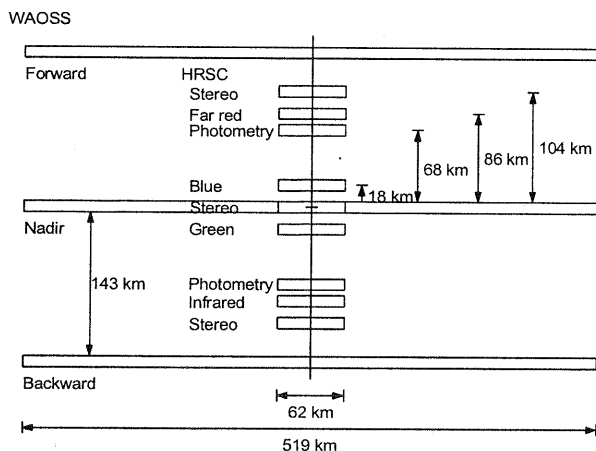 WAOSS
Forward
HRSC
Stereo
Far red
Photometry
104 km
86 km
68 km
Blue
18 km
Stereo
Nadir
Green
143 km
Photometry
Infrared
Stereo
Backward
62 km
519 km